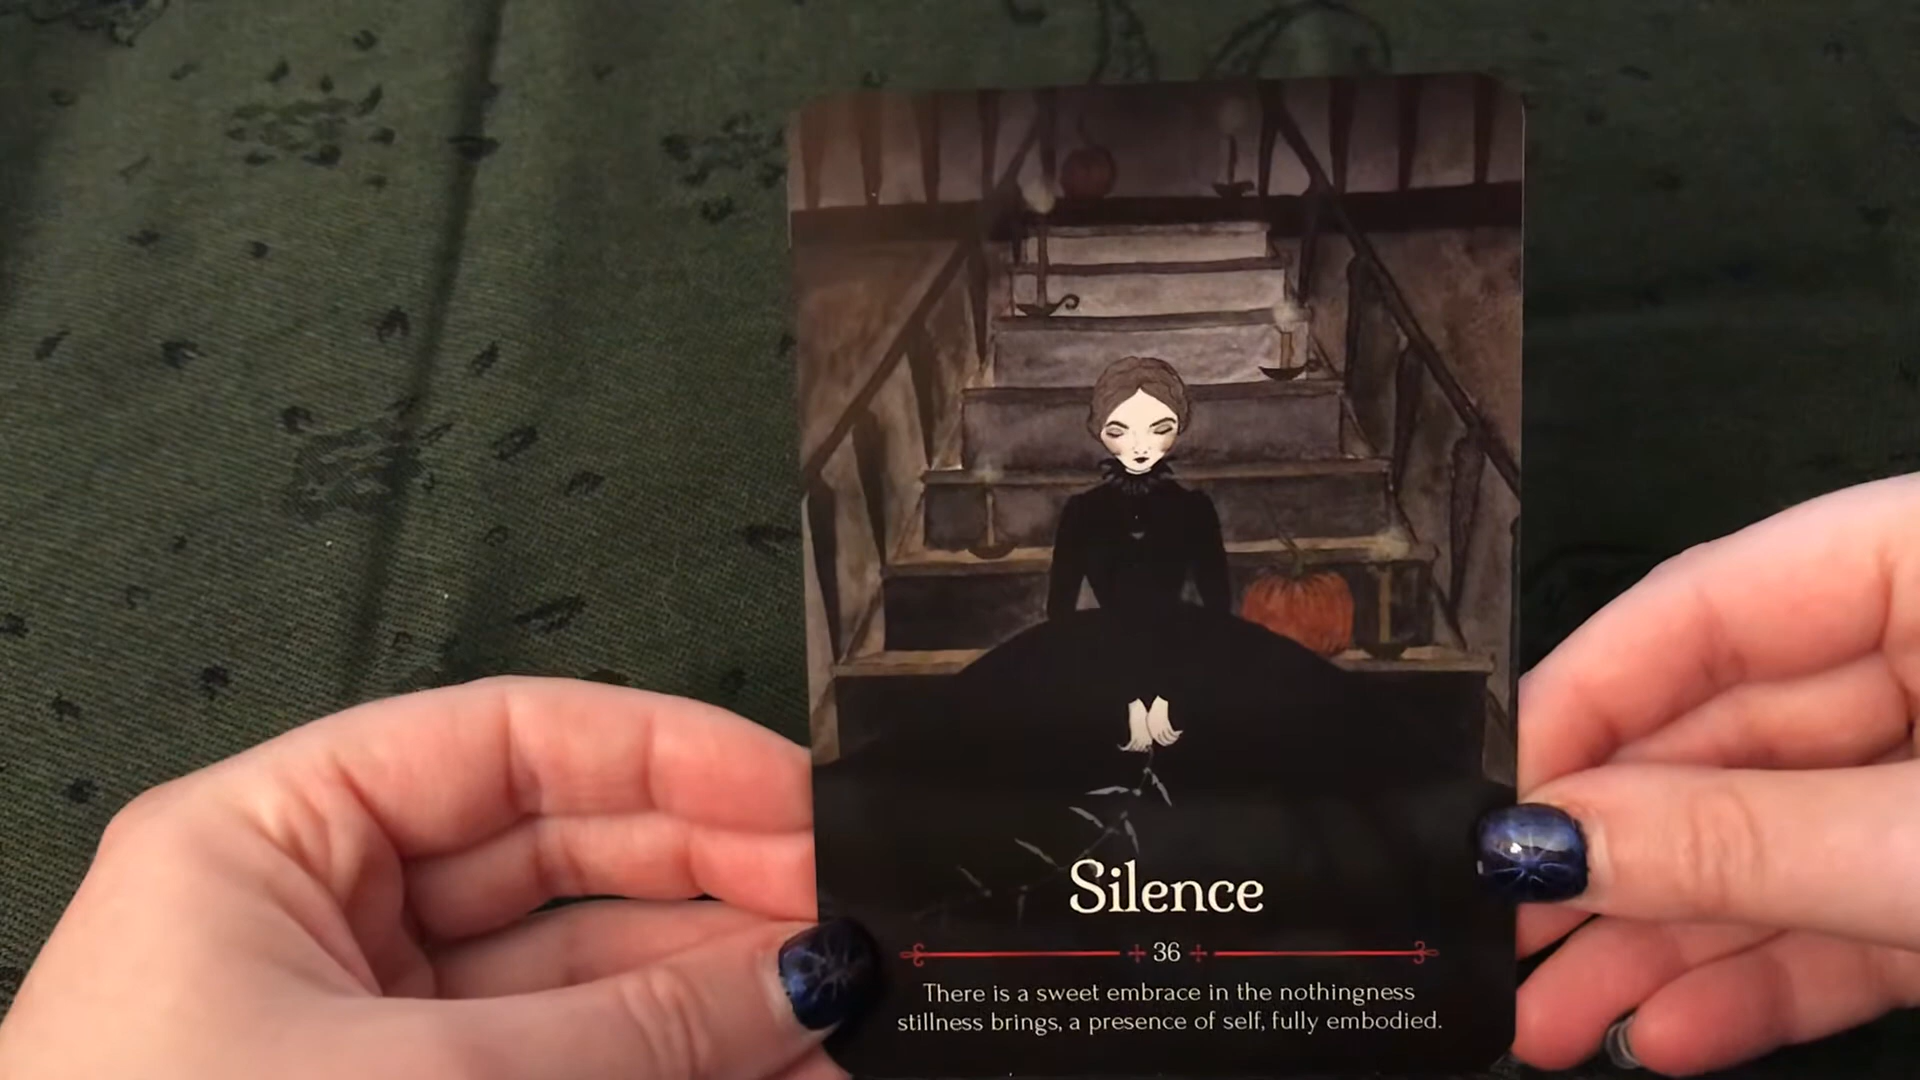 Silence
36
There is a sweet embrace in the nothingness
stillness brings, a presence of self, fully embodied.